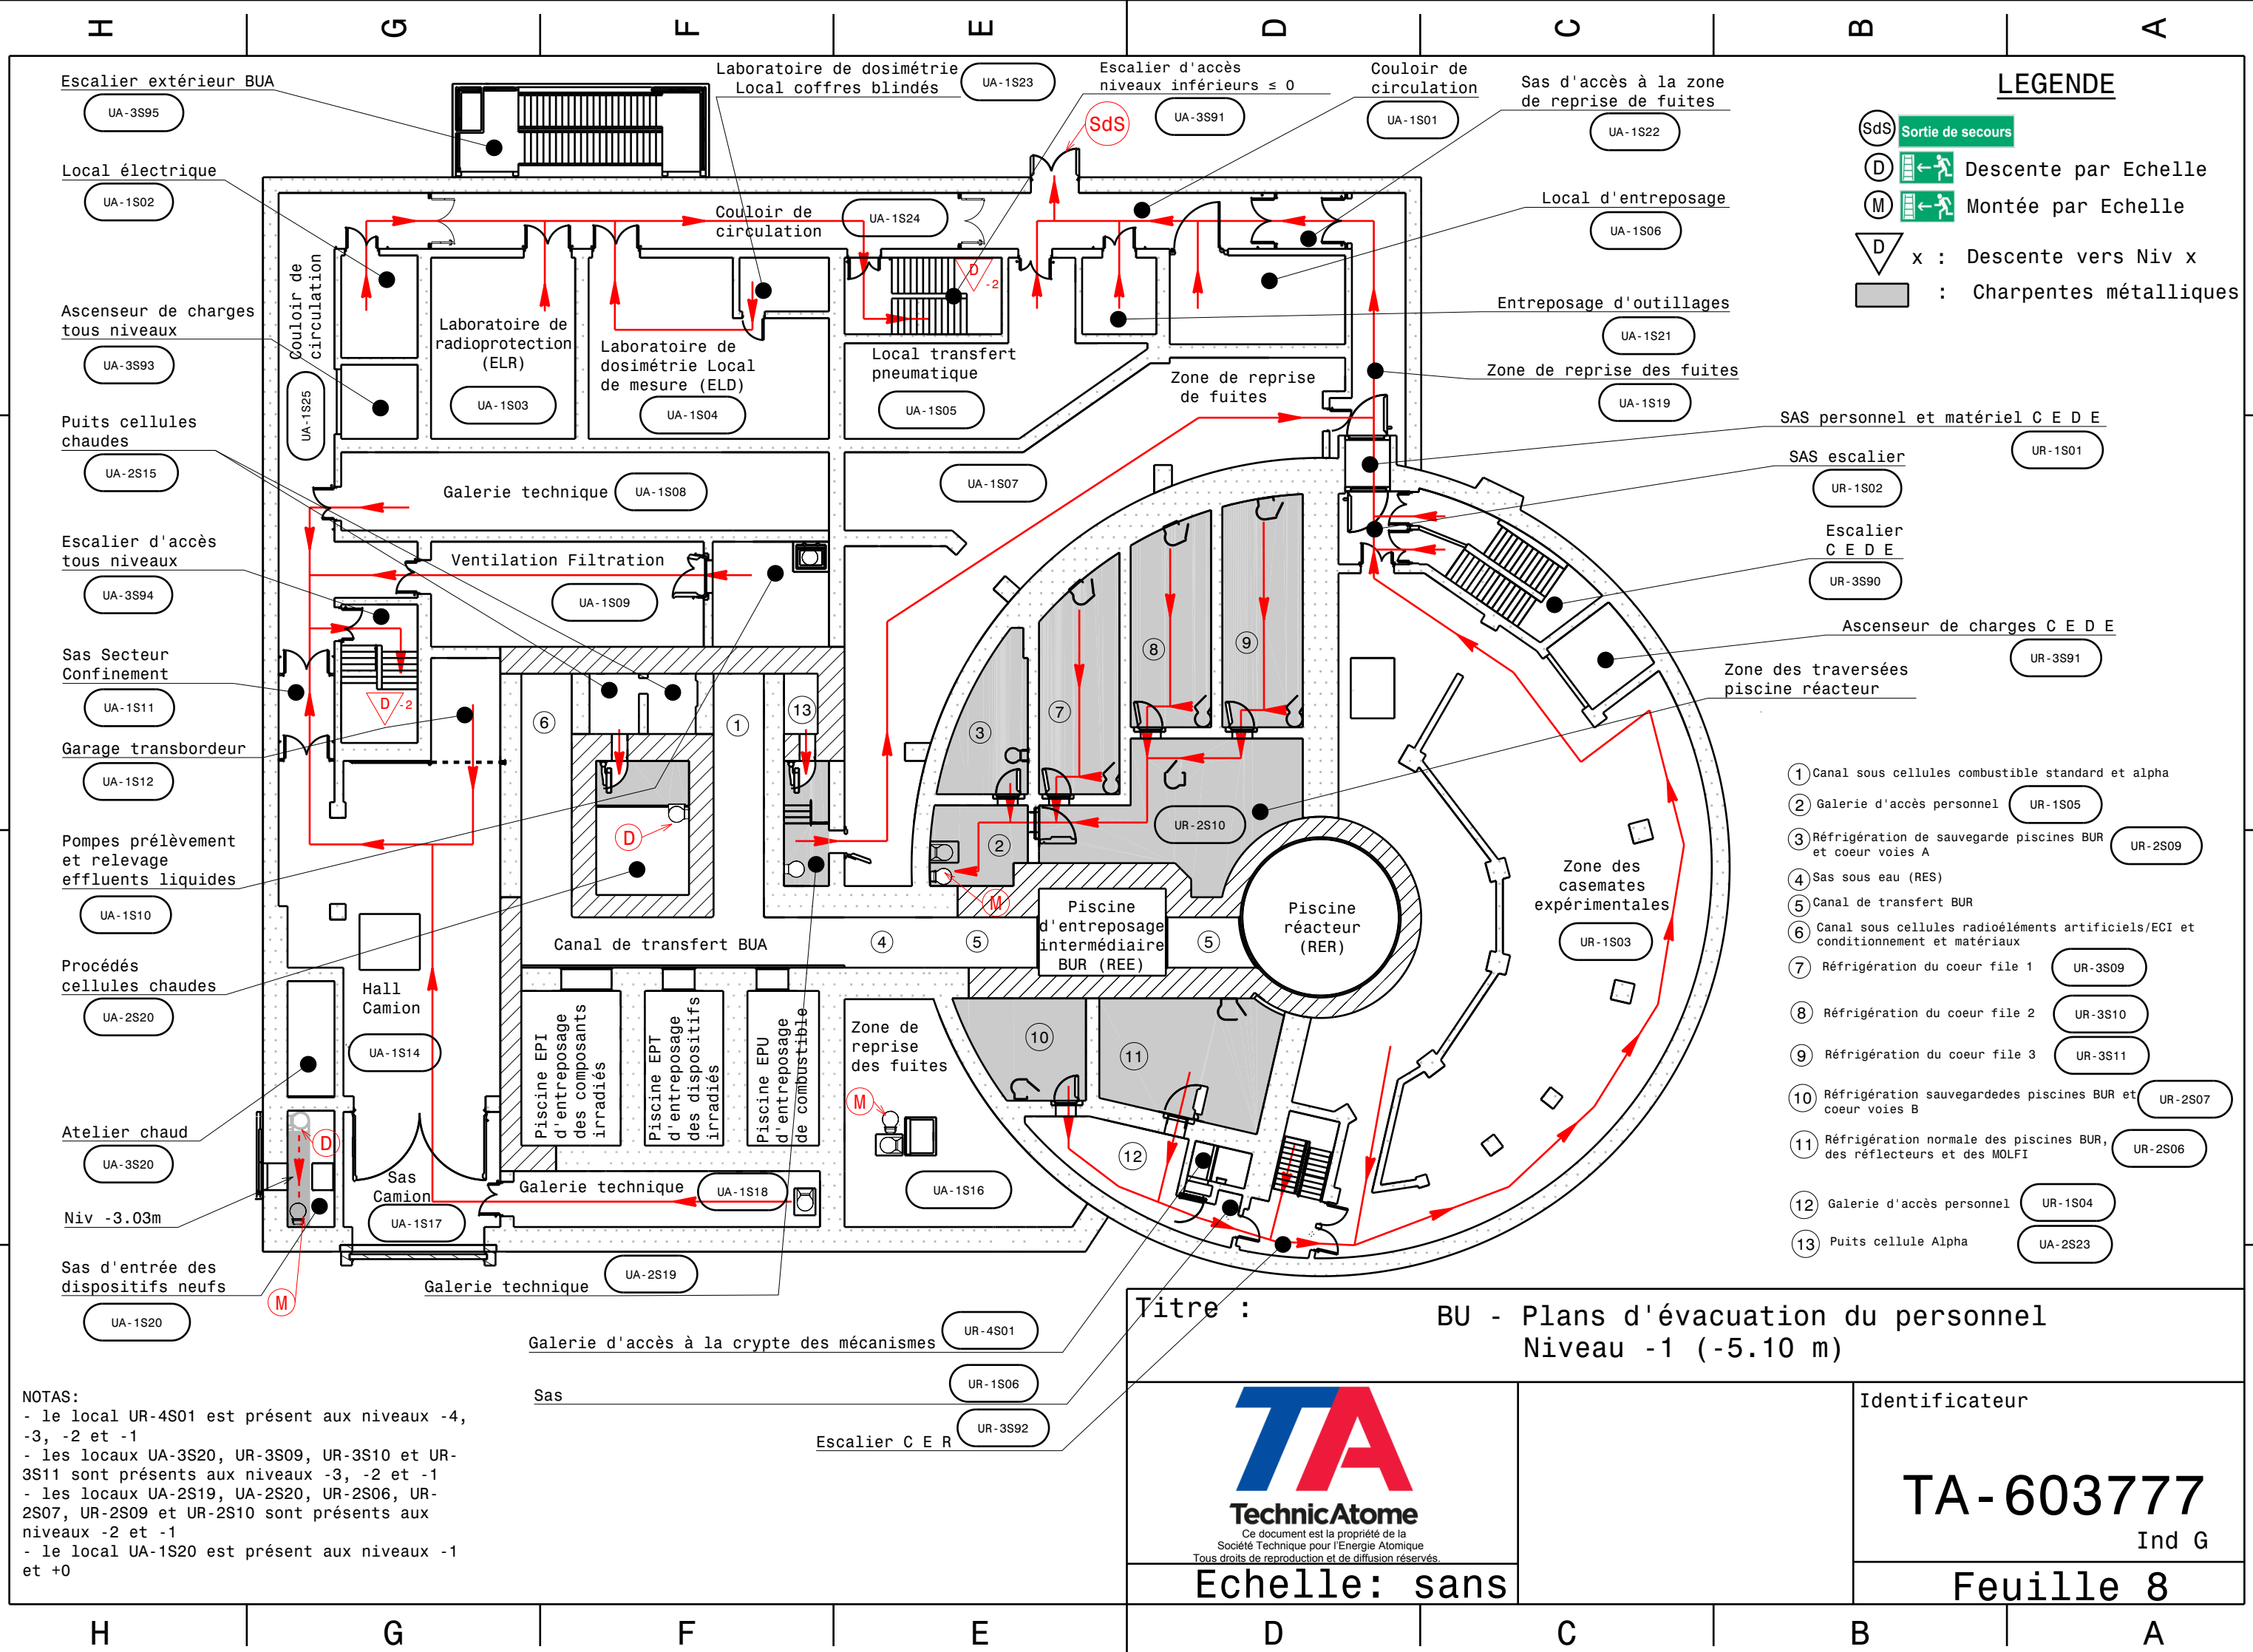 H G F E D C B A
Escalier extérieur BUA
UA-3S95
Local électrique
UA-1S02
Ascenseur de charges
tous niveaux
UA-3S93
Puits cellules
chaudes
UA-2S15
Escalier d'accès
tous niveaux
UA-3S94
Sas Secteur
Confinement
UA-1S11
Garage transbordeur
UA-1S12
Pompes prélèvement
et relevage
effluents liquides
UA-1S10
Procédés
cellules chaudes
UA-2S20
Atelier chaud
UA-3S20
Niv -3.03m
Sas d'entrée des
dispositifs neufs
UA-1S20
Laboratoire de dosimétrie
Local coffres blindés
UA-1S23
Escalier d'accès
niveaux inférieurs ≤ 0
UA-3S91
SdS
Couloir de
circulation
UA-1S01
Sas d'accès à la zone
de reprise de fuites
UA-1S22
Local d'entreposage
UA-1S06
Entreposage d'outillages
UA-1S21
Zone de reprise des fuites
UA-1S19
SAS personnel et matériel C E D E
UR-1S01
SAS escalier
UR-1S02
Escalier
C E D E
UR-3S90
Ascenseur de charges C E D E
UR-3S91
Zone des traversées
piscine réacteur
LEGENDE
SdS Sortie de secours
D Descente par Echelle
M Montée par Echelle
D x : Descente vers Niv x
: Charpentes métalliques
Couloir de
circulation
UA-1S24
Couloir de
circulation
UA-1S25
Laboratoire de
radioprotection
(ELR)
UA-1S03
Laboratoire de
dosimétrie Local
de mesure (ELD)
UA-1S04
D
-2
Local transfert
pneumatique
UA-1S05
Zone de reprise
de fuites
Galerie technique UA-1S08
UA-1S07
Ventilation Filtration
UA-1S09
D -2
6
1
13
3
7
8
9
D
2
UR-2S10
M
Canal de transfert BUA
4
5
Piscine
d'entreposage
intermédiaire
BUR (REE)
5
Piscine
réacteur
(RER)
Zone des
casemates
expérimentales
UR-1S03
Hall
Camion
UA-1S14
Piscine EPI
d'entreposage
des composants
irradiés
Piscine EPT
d'entreposage
des dispositifs
irradiés
Piscine EPU
d'entreposage
de combustible
Zone de
reprise
des fuites
M
UA-1S16
10
11
12
D
M
Sas
Camion
UA-1S17
Galerie technique UA-1S18
Galerie technique
UA-2S19
Galerie d'accès à la crypte des mécanismes
UR-4S01
Sas
UR-1S06
Escalier C E R
UR-3S92
1 Canal sous cellules combustible standard et alpha
2 Galerie d'accès personnel UR-1S05
3 Réfrigération de sauvegarde piscines BUR
et coeur voies A
UR-2S09
4 Sas sous eau (RES)
5 Canal de transfert BUR
6 Canal sous cellules radioéléments artificiels/ECI et
conditionnement et matériaux
7 Réfrigération du coeur file 1 UR-3S09
8 Réfrigération du coeur file 2 UR-3S10
9 Réfrigération du coeur file 3 UR-3S11
10 Réfrigération sauvegardedes piscines BUR et
coeur voies B
UR-2S07
11 Réfrigération normale des piscines BUR,
des réflecteurs et des MOLFI
UR-2S06
12 Galerie d'accès personnel UR-1S04
13 Puits cellule Alpha UA-2S23
NOTAS:
- le local UR-4S01 est présent aux niveaux -4,
-3, -2 et -1
- les locaux UA-3S20, UR-3S09, UR-3S10 et UR-
3S11 sont présents aux niveaux -3, -2 et -1
- les locaux UA-2S19, UA-2S20, UR-2S06, UR-
2S07, UR-2S09 et UR-2S10 sont présents aux
niveaux -2 et -1
- le local UA-1S20 est présent aux niveaux -1
et +0
Titre :
BU - Plans d'évacuation du personnel
Niveau -1 (-5.10 m)
TA
TechnicAtome
Ce document est la propriété de la
Société Technique pour l'Energie Atomique
Tous droits de reproduction et de diffusion réservés.
Echelle: sans
Identificateur
TA-603777
Ind G
Feuille 8
H G F E D C B A